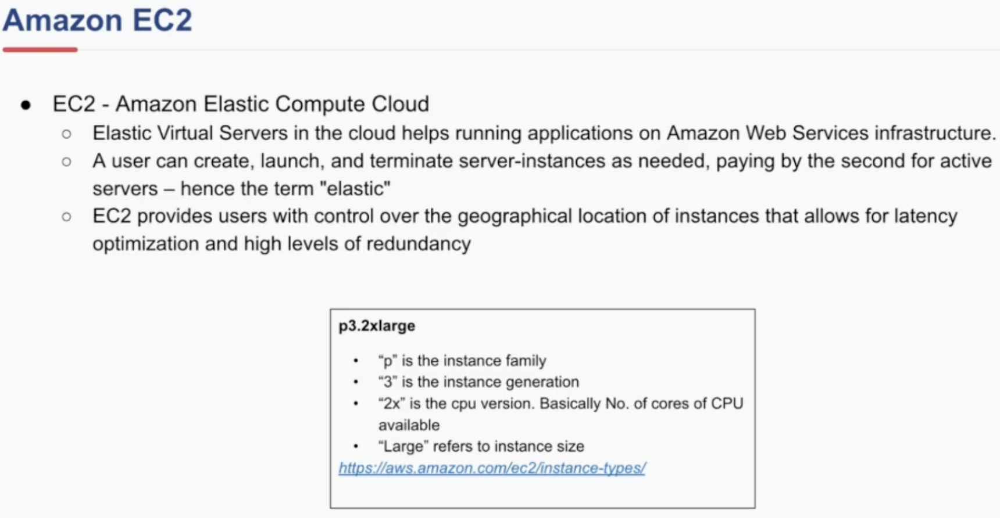 Amazon EC2
● EC2 - Amazon Elastic Compute Cloud
○ Elastic Virtual Servers in the cloud helps running applications on Amazon Web Services infrastructure.
○ A user can create, launch, and terminate server-instances as needed, paying by the second for active
servers – hence the term "elastic"
○ EC2 provides users with control over the geographical location of instances that allows for latency
optimization and high levels of redundancy
p3.2xlarge
• “p” is the instance family
• “3” is the instance generation
• “2x” is the cpu version. Basically No. of cores of CPU
available
• “Large” refers to instance size
https://aws.amazon.com/ec2/instance-types/